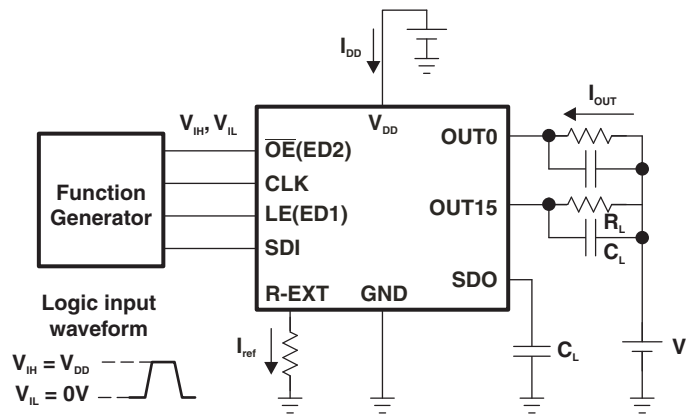 I_DD
V_IH, V_IL
V_DD
I_OUT
Function
Generator
OE(ED2)
CLK
LE(ED1)
SDI
OUT0
OUT15
R_L
C_L
SDO
R-EXT
GND
Logic input
waveform
I_ref
V_IH = V_DD
V_IL = 0V
C_L
V